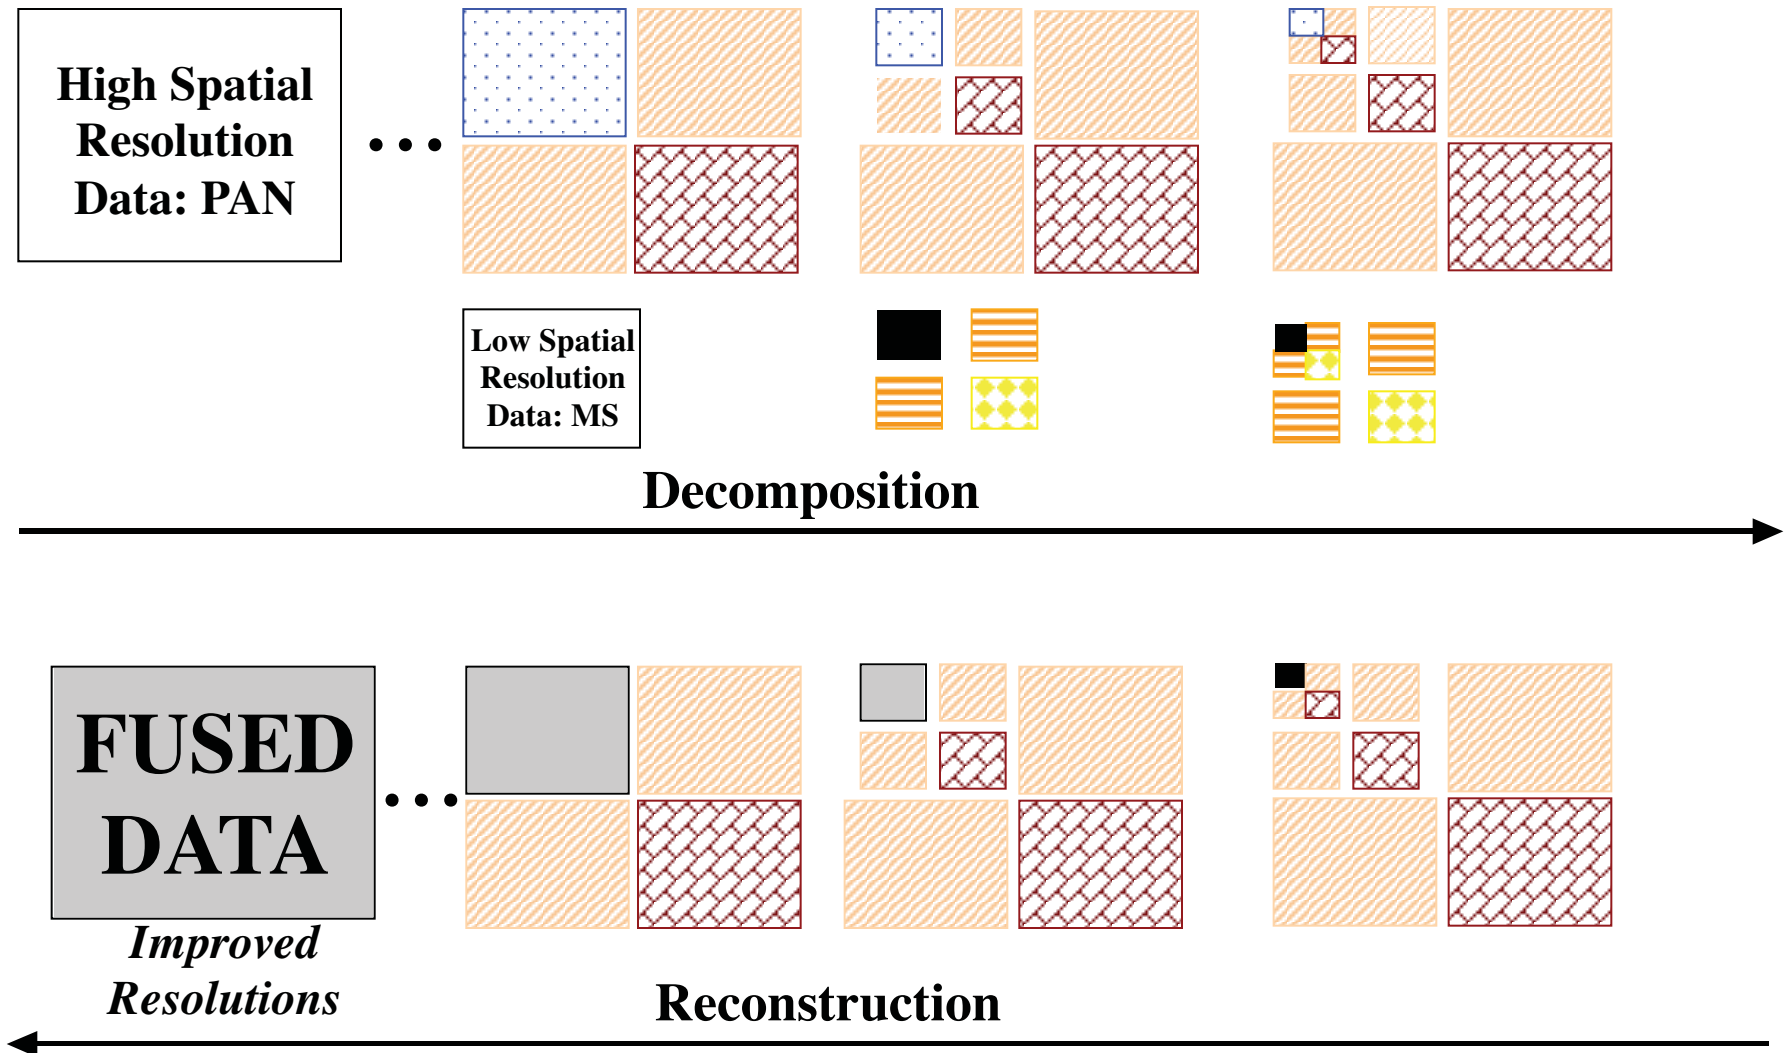 High Spatial
Resolution
Data: PAN
Low Spatial
Resolution
Data: MS
Decomposition
FUSED
DATA
Improved
Resolutions
Reconstruction